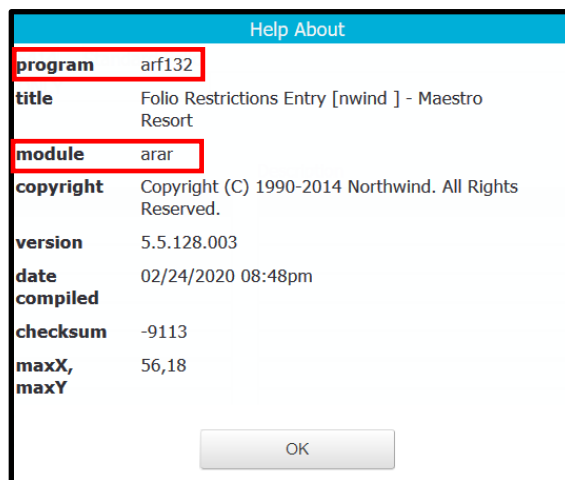 Help About
program arf132
title Folio Restrictions Entry [nwind ] - Maestro
Resort
module arar
copyright Copyright (C) 1990-2014 Northwind. All Rights
Reserved.
version 5.5.128.003
date 02/24/2020 08:48pm
compiled
checksum -9113
maxX, 56,18
maxY
OK